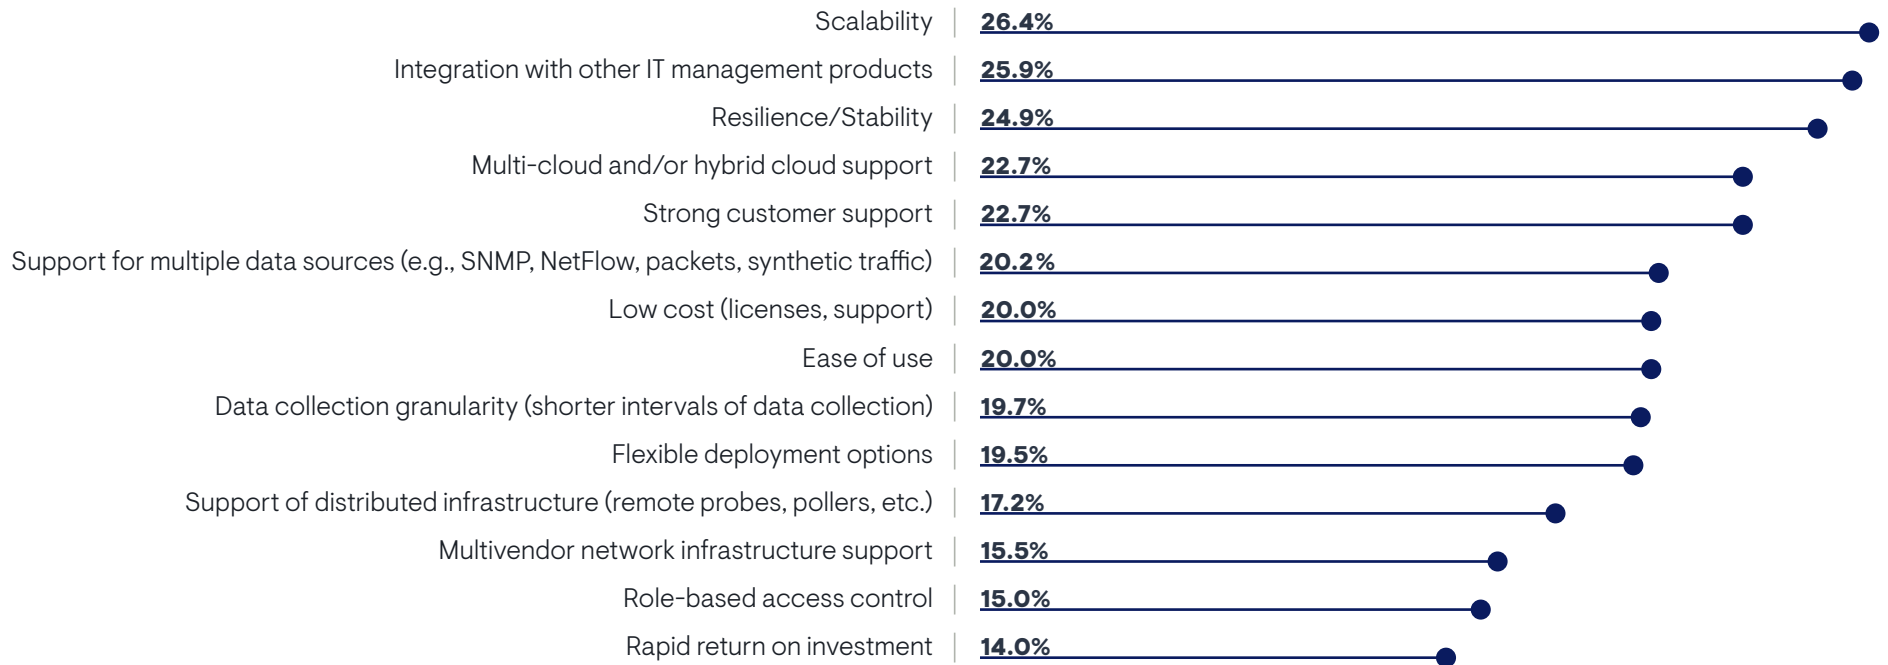 Scalability 26.4%
Integration with other IT management products 25.9%
Resilience/Stability 24.9%
Multi-cloud and/or hybrid cloud support 22.7%
Strong customer support 22.7%
Support for multiple data sources (e.g., SNMP, NetFlow, packets, synthetic traffic) 20.2%
Low cost (licenses, support) 20.0%
Ease of use 20.0%
Data collection granularity (shorter intervals of data collection) 19.7%
Flexible deployment options 19.5%
Support of distributed infrastructure (remote probes, pollers, etc.) 17.2%
Multivendor network infrastructure support 15.5%
Role-based access control 15.0%
Rapid return on investment 14.0%